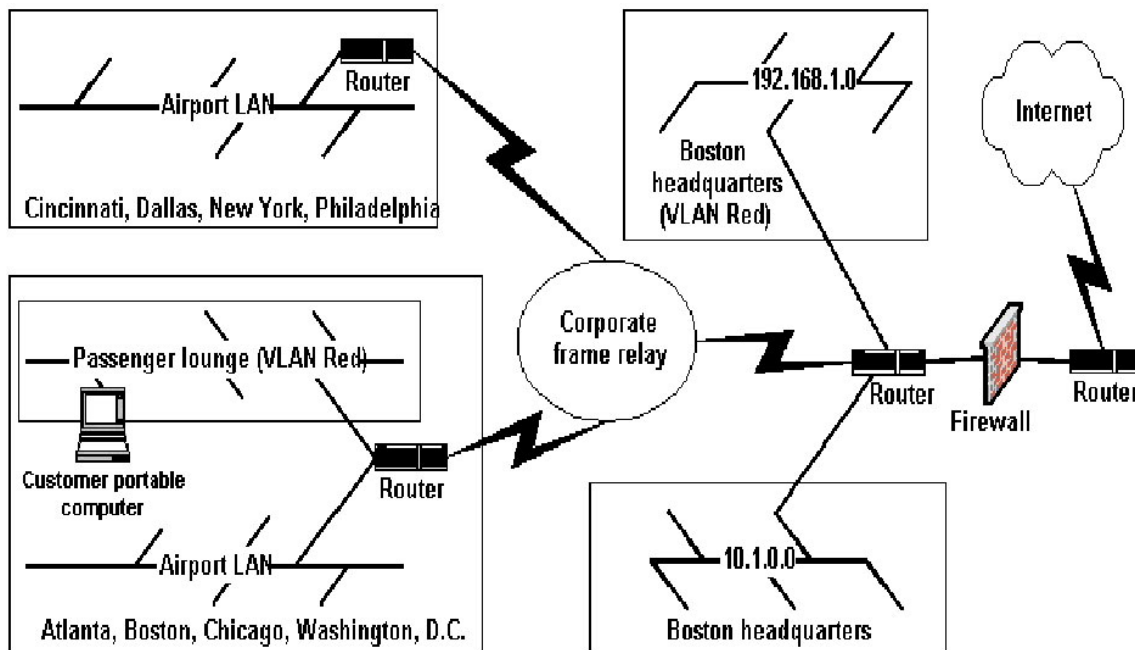 Router
Airport LAN
Cincinnati, Dallas, New York, Philadelphia
192.168.1.0
Boston
headquarters
(VLAN Red)
Internet
Passenger lounge (VLAN Red)
Customer portable
computer
Router
Airport LAN
Atlanta, Boston, Chicago, Washington, D.C.
Corporate
frame relay
Router
Firewall
Router
10.1.0.0
Boston headquarters